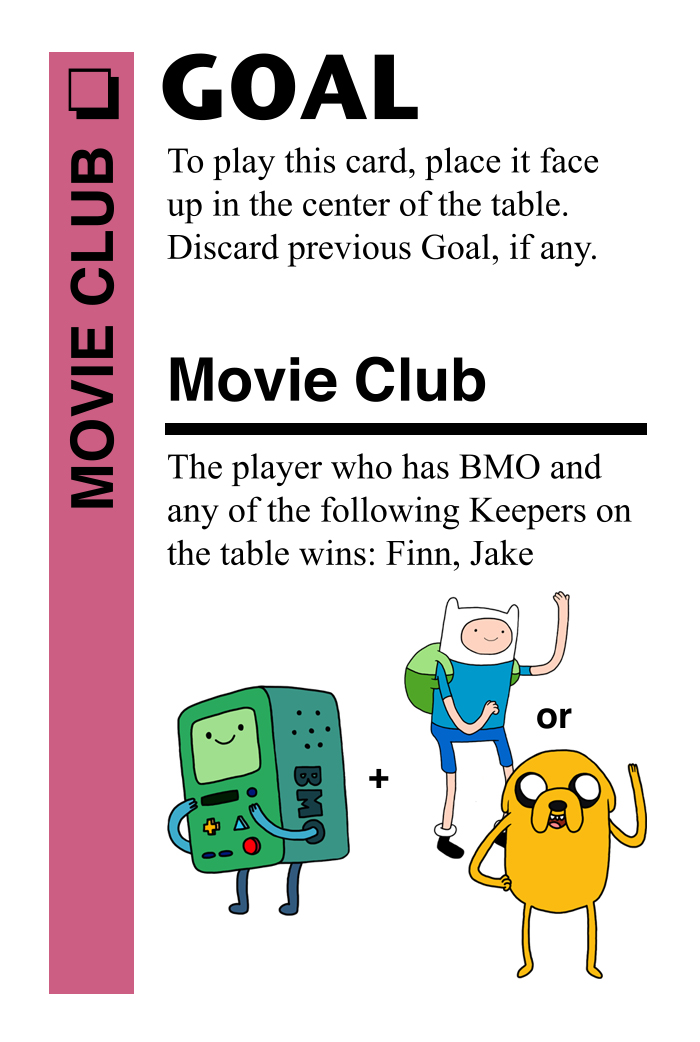 GOAL
To play this card, place it face
up in the center of the table.
Discard previous Goal, if any.
MOVIE CLUB
Movie Club
The player who has BMO and
any of the following Keepers on
the table wins: Finn, Jake
or
+
BMO